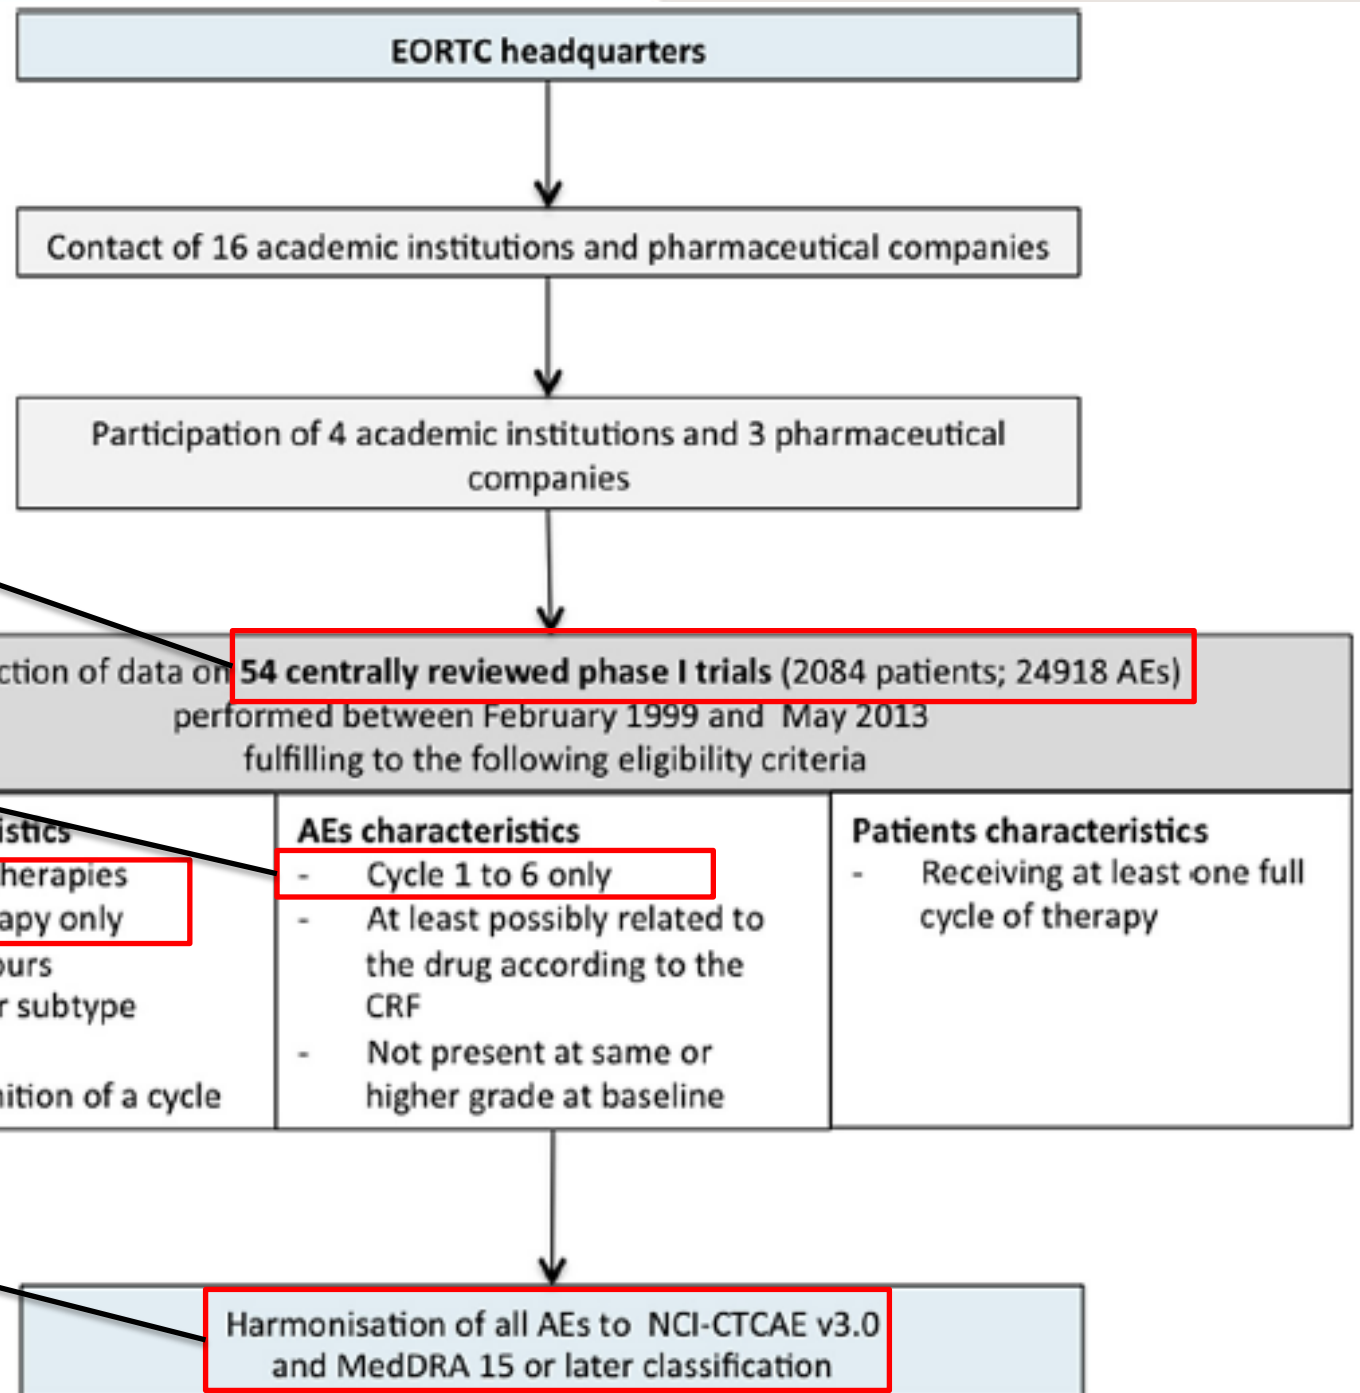 EORTC headquarters
Contact of 16 academic institutions and pharmaceutical companies
Participation of 4 academic institutions and 3 pharmaceutical
companies
ction of data on 54 centrally reviewed phase I trials (2084 patients; 24918 AEs)
performed between February 1999 and May 2013
fulfilling to the following eligibility criteria
istics
herapies
apy only
ours
r subtype
nition of a cycle
AEs characteristics
- Cycle 1 to 6 only
- At least possibly related to
the drug according to the
CRF
- Not present at same or
higher grade at baseline
Patients characteristics
- Receiving at least one full
cycle of therapy
Harmonisation of all AEs to NCI-CTCAE v3.0
and MedDRA 15 or later classification